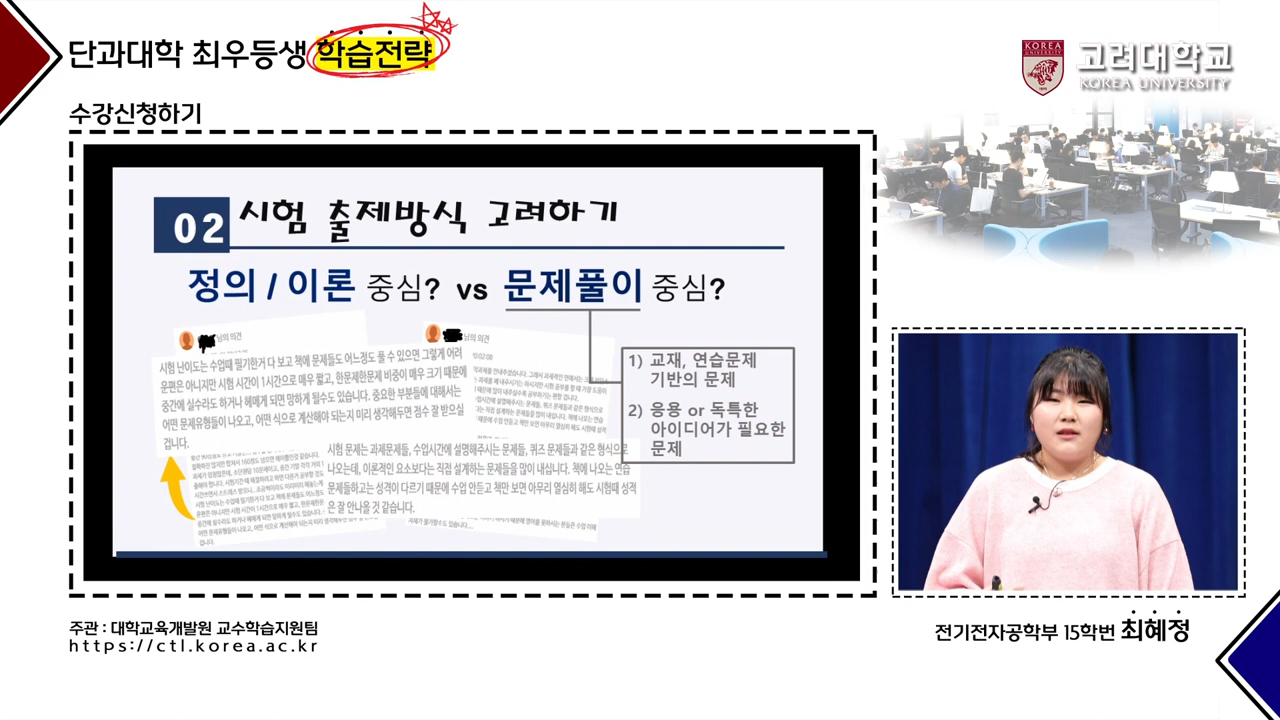 단과대학 최우등생 학습전략
KOREA
UNIVERSITY
고려대학교
KOREA UNIVERSITY
수강신청하기
02 시험 출제방식 고려하기
정의 / 이론 중심? vs 문제풀이 중심?
님의 의견
님의 의견
시험 난이도는 수업때 필기한거 다 보고 책에 문제들도 어느정도 풀 수 있으면 그렇게 어려
운편은 아니지만 시험 시간이 1시간으로 매우 짧고, 한문제한문제 비중이 매우 크기 때문에
중간에 실수라도 하거나 헤메게 되면 망하게 될수도 있습니다. 중요한 부분들에 대해서는
어떤 문제유형들이 나오고, 어떤 식으로 계산해야 되는지 미리 생각해두면 점수 잘 받으실
겁니다.
1) 교재, 연습문제
기반의 문제
2) 응용 or 독특한
아이디어가 필요한
문제
시험 문제는 과제문제들, 수업시간에 설명해주시는 문제들, 퀴즈 문제들과 같은 형식으로
나오는데, 이론적인 요소보다는 직접 설계하는 문제들을 많이 내십니다. 책에 나오는 연습
문제들하고는 성격이 다르기 때문에 수업 안듣고 책만 보면 아무리 열심히 해도 시험때 성적
은 잘 안나올 것 같습니다.
주관 : 대학교육개발원 교수학습지원팀
https://ctl.korea.ac.kr
전기전자공학부 15학번 최혜정